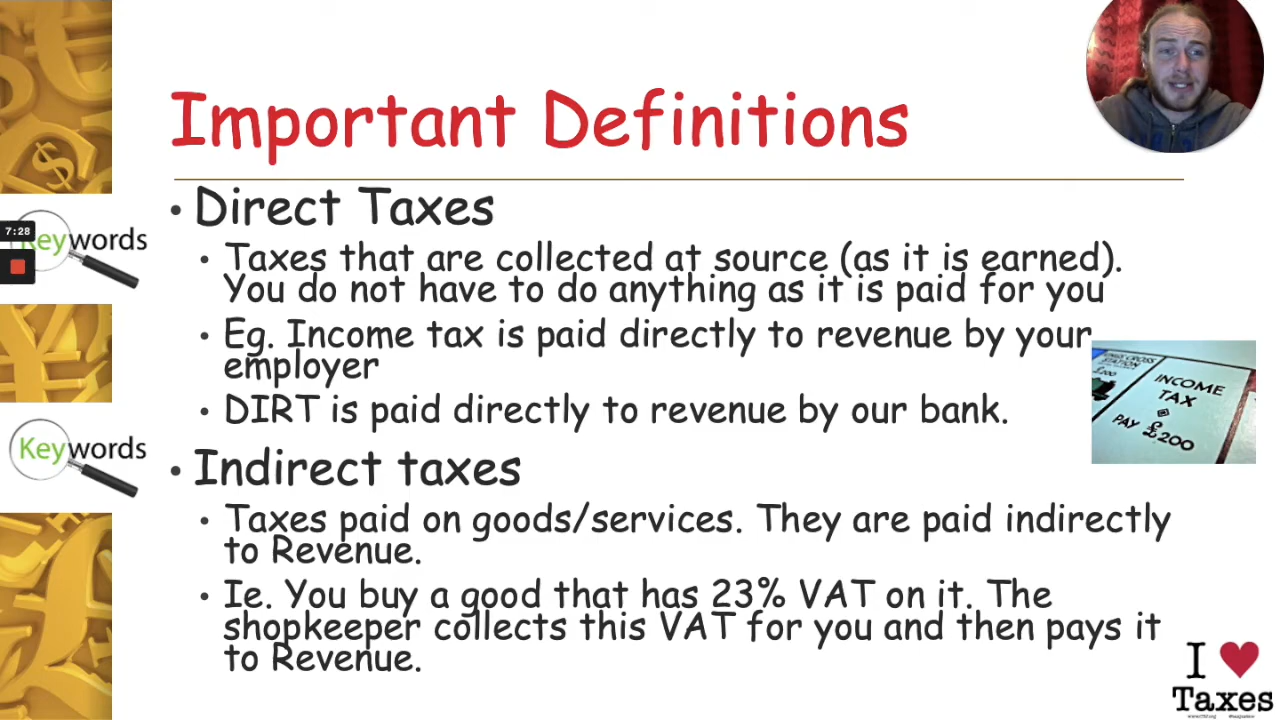 Important Definitions
• Direct Taxes
• Taxes that are collected at source (as it is earned).
You do not have to do anything as it is paid for you
• Eg. Income tax is paid directly to revenue by your
employer
• DIRT is paid directly to revenue by our bank.
• Indirect taxes
• Taxes paid on goods/services. They are paid indirectly
to Revenue.
• Ie. You buy a good that has 23% VAT on it. The
shopkeeper collects this VAT for you and then pays it
to Revenue.
7:28
Keywords
Keywords
CROSS
STATION
£200
INCOME
TAX
PAY £200
I ♥
Taxes